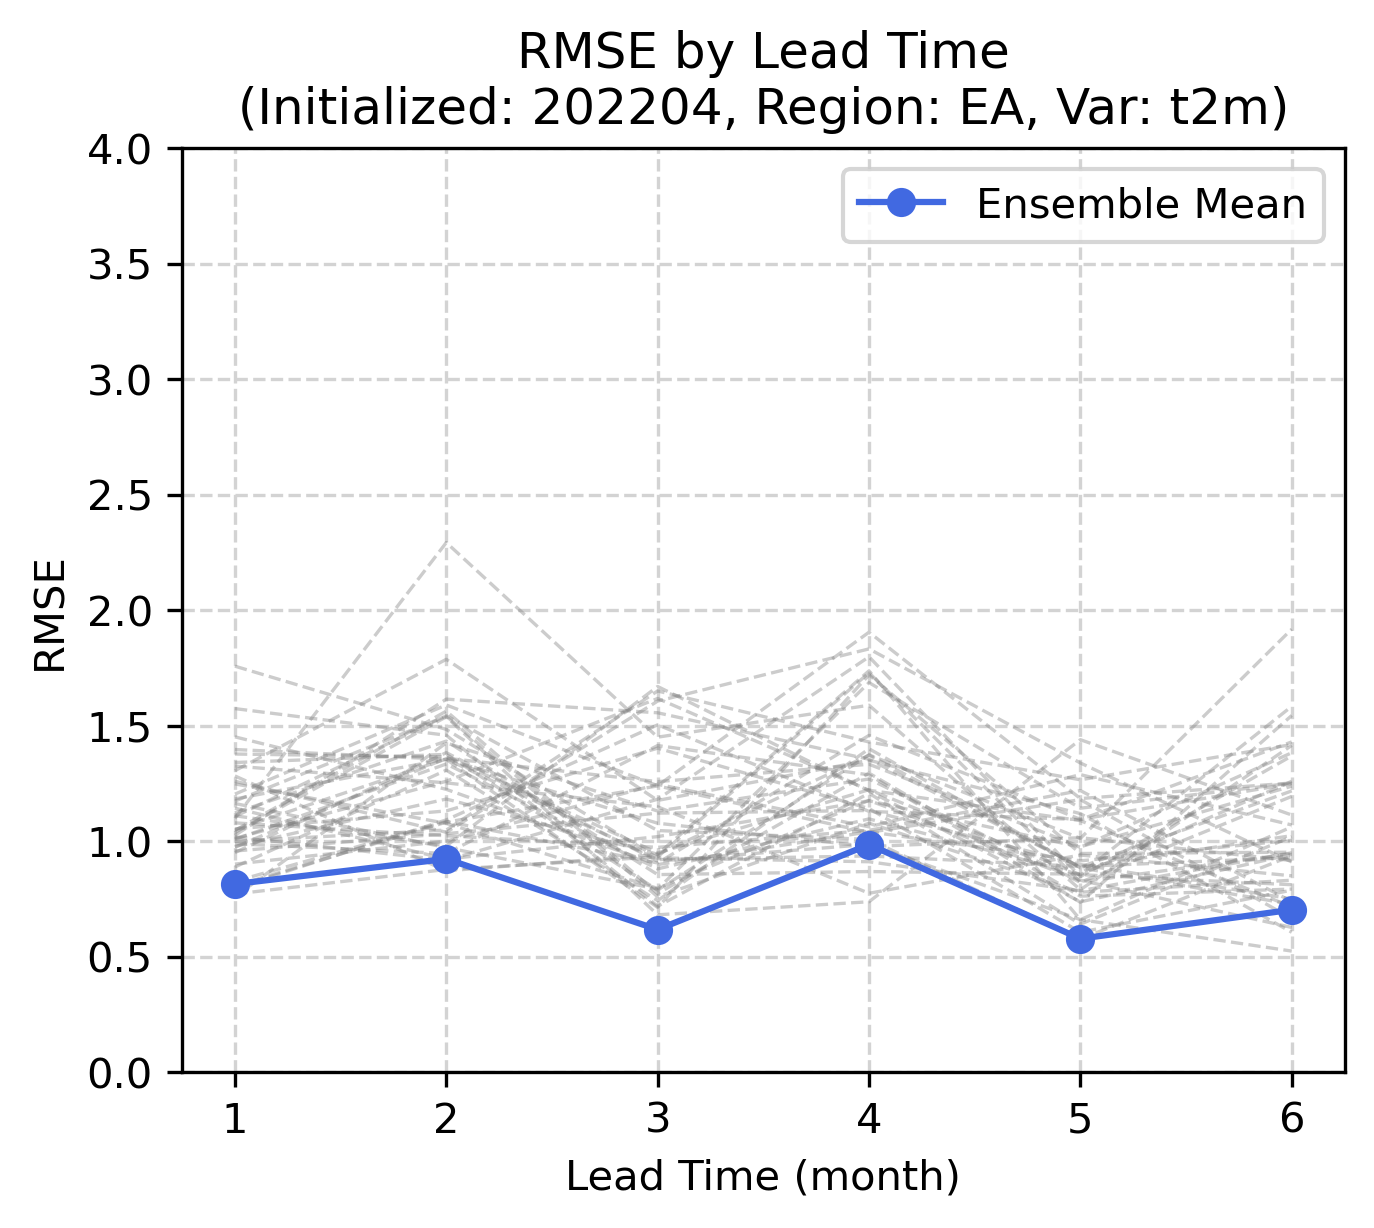 RMSE by Lead Time
(Initialized: 202204, Region: EA, Var: t2m)
Ensemble Mean
RMSE
4.0
3.5
3.0
2.5
2.0
1.5
1.0
0.5
0.0
1 2 3 4 5 6
Lead Time (month)